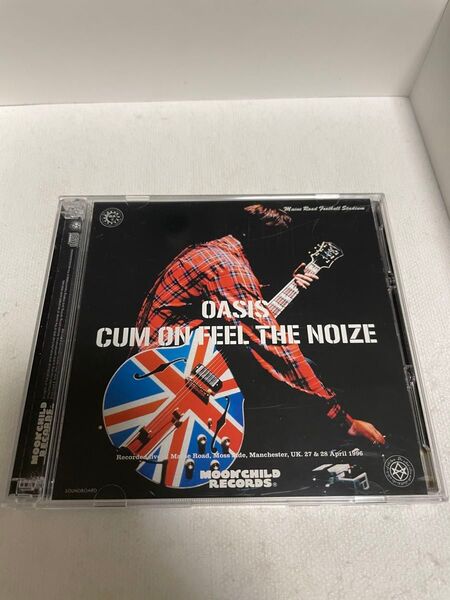 Maine Road Football Stadium
OASIS
CUM ON FEEL THE NOIZE
Recorded live Maine Road, Moss Side, Manchester, UK. 27 & 28 April 1996
MOONCHILD
RECORDS®
MOONCHILD
RECORDS
SOUNDBOARD